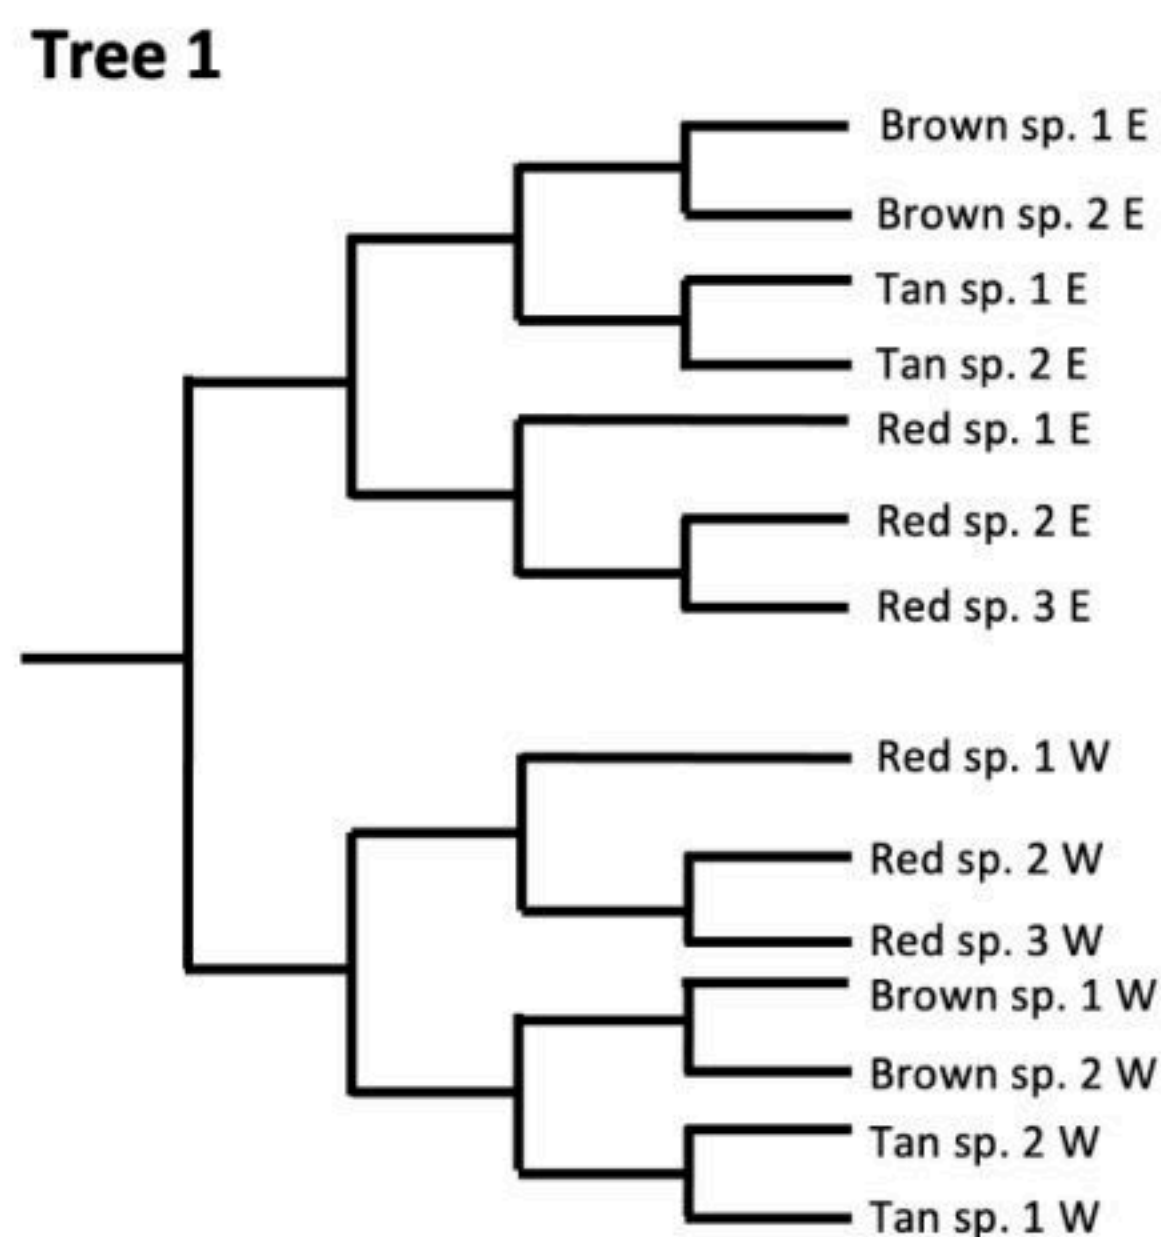 Tree 1
Brown sp. 1 E
Brown sp. 2 E
Tan sp. 1 E
Tan sp. 2 E
Red sp. 1 E
Red sp. 2 E
Red sp. 3 E
Red sp. 1 W
Red sp. 2 W
Red sp. 3 W
Brown sp. 1 W
Brown sp. 2 W
Tan sp. 2 W
Tan sp. 1 W